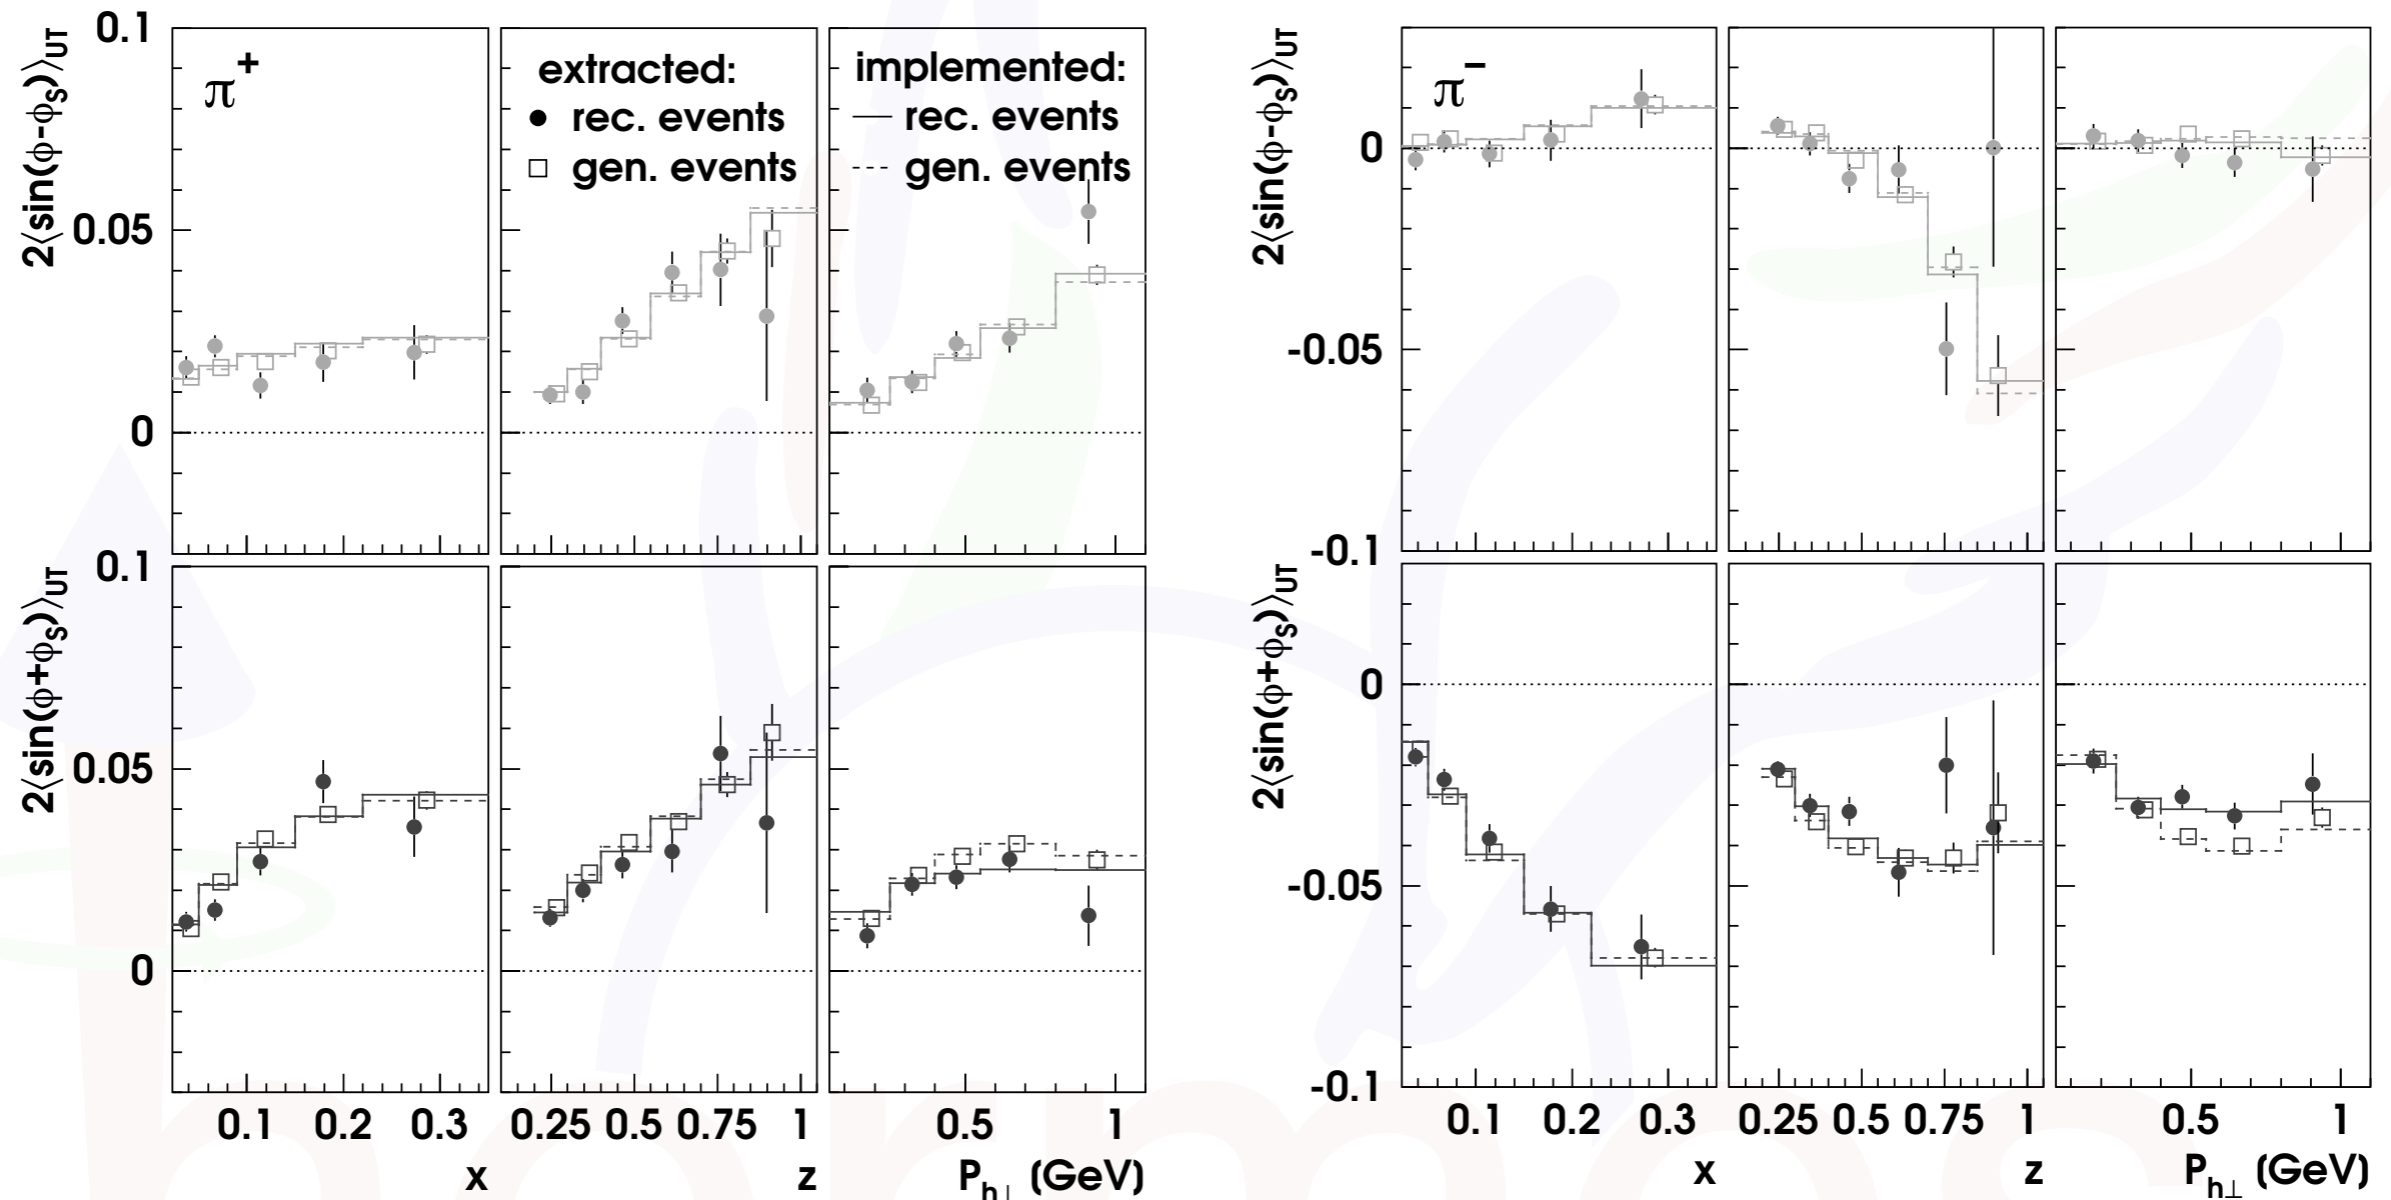 0.1
0.05
0
2⟨sin(ϕ-ϕS)⟩UT
π+
extracted:
rec. events
gen. events
implemented:
rec. events
gen. events
0.1
0.05
0
2⟨sin(ϕ+ϕS)⟩UT
0.1 0.2 0.3
x
0.25 0.5 0.75 1
z
0.5 1
Ph⊥ (GeV)
0
-0.05
-0.1
2⟨sin(ϕ-ϕS)⟩UT
π−
0
-0.05
-0.1
2⟨sin(ϕ+ϕS)⟩UT
0.1 0.2 0.3
x
0.25 0.5 0.75 1
z
0.5 1
Ph⊥ (GeV)